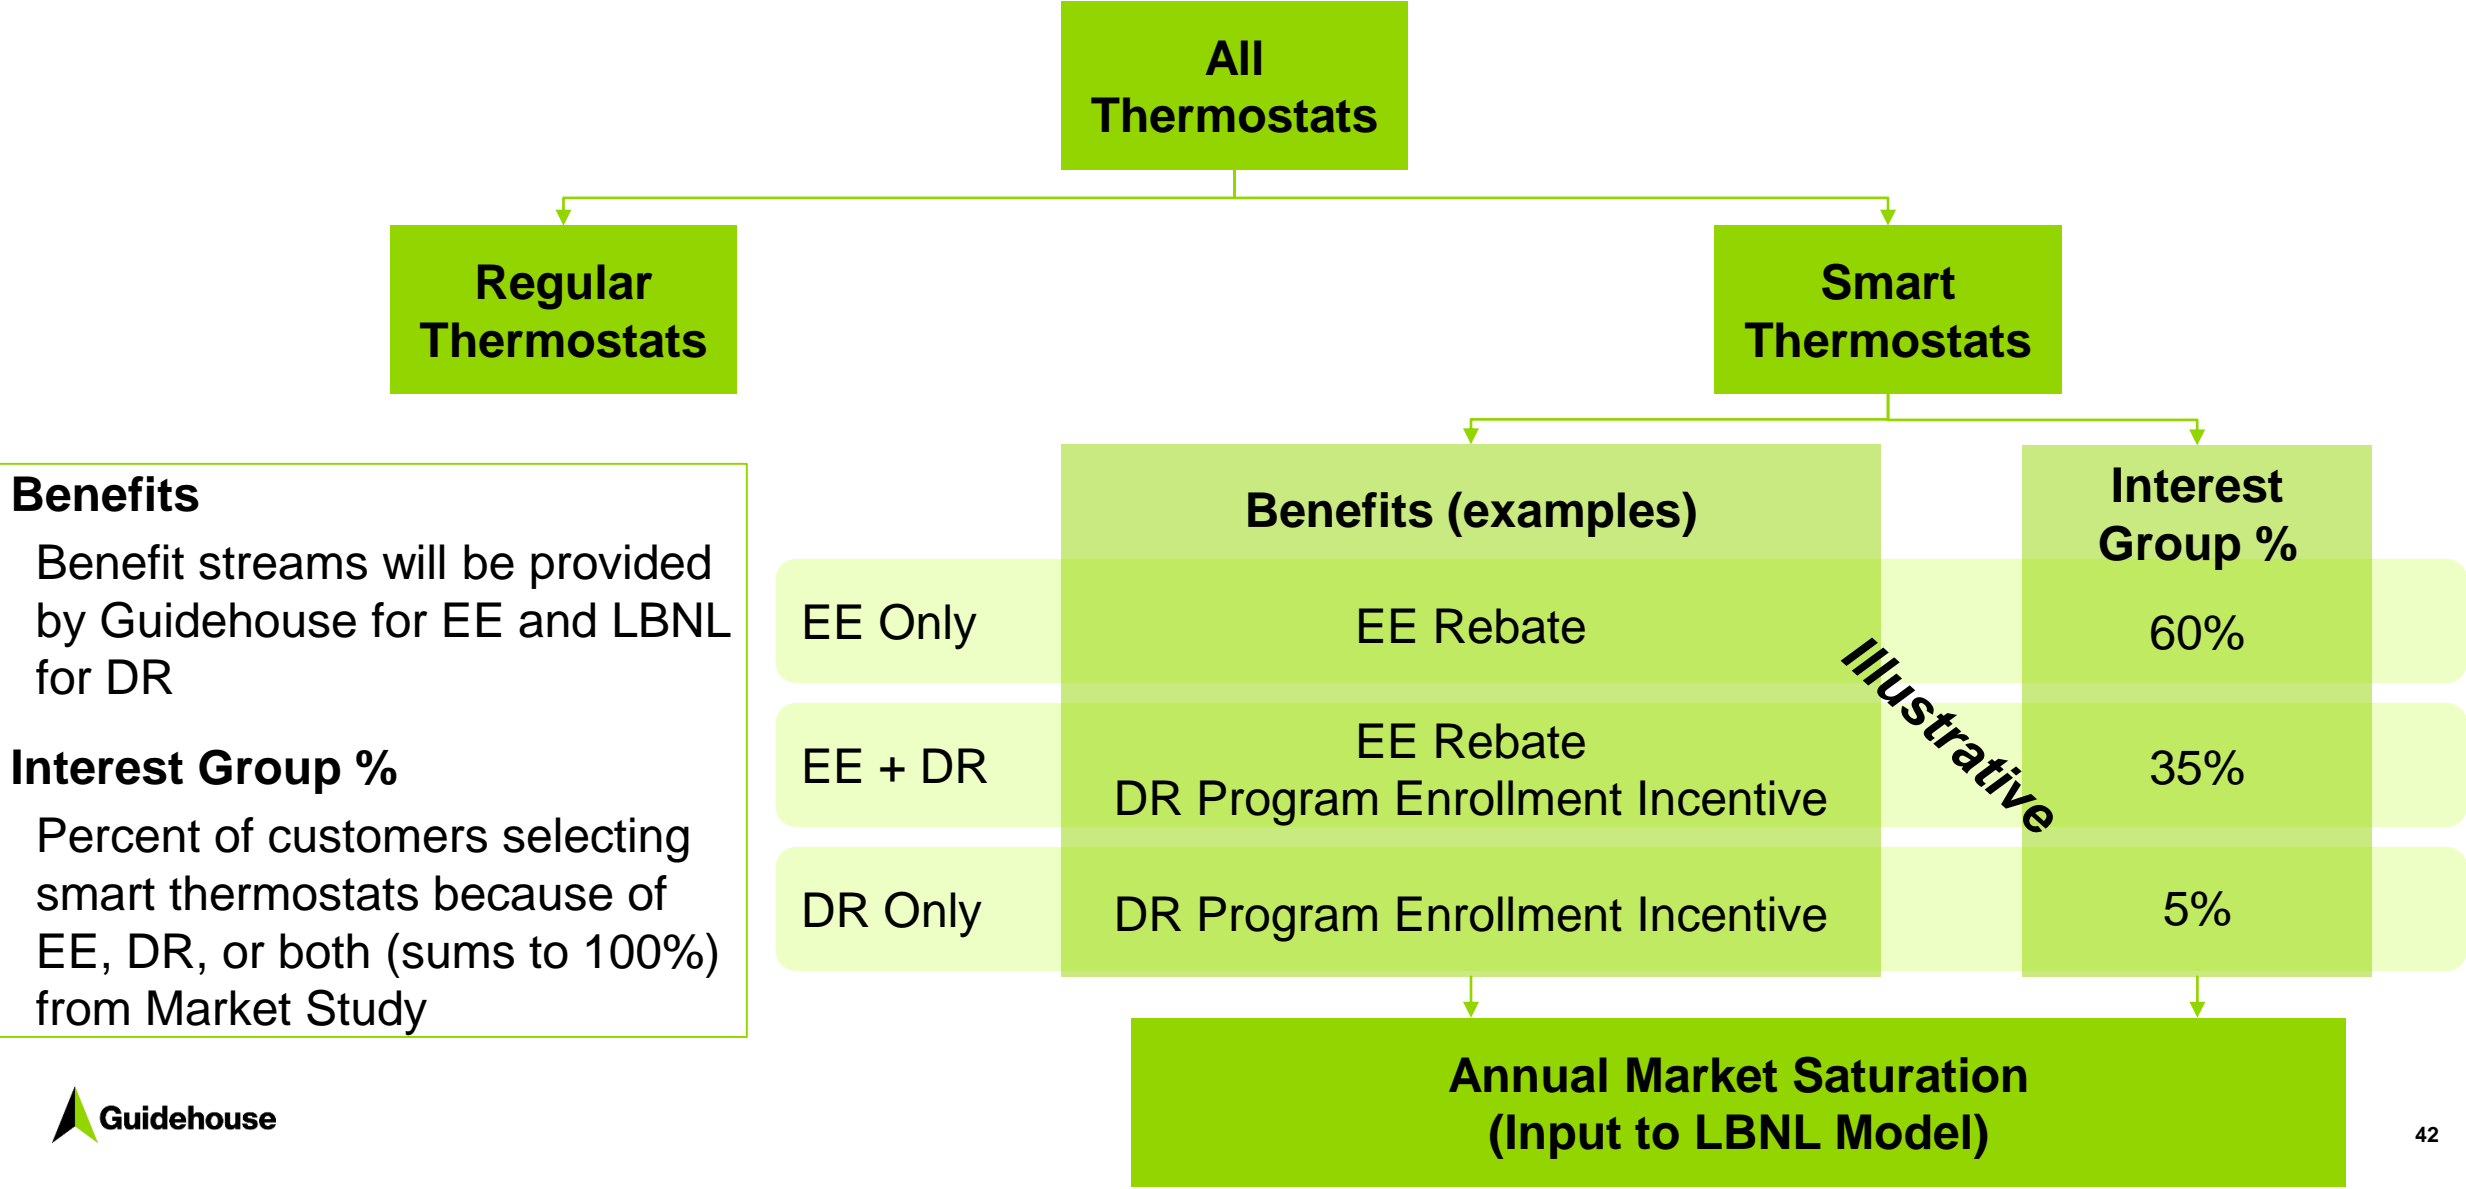 All
Thermostats
Regular
Thermostats
Smart
Thermostats
Benefits
Benefit streams will be provided
by Guidehouse for EE and LBNL
for DR
Interest Group %
Percent of customers selecting
smart thermostats because of
EE, DR, or both (sums to 100%)
from Market Study
Benefits (examples)
Interest
Group %
EE Only
EE Rebate
60%
Illustrative
EE + DR
EE Rebate
DR Program Enrollment Incentive
35%
DR Only
DR Program Enrollment Incentive
5%
Annual Market Saturation
(Input to LBNL Model)
Guidehouse
42